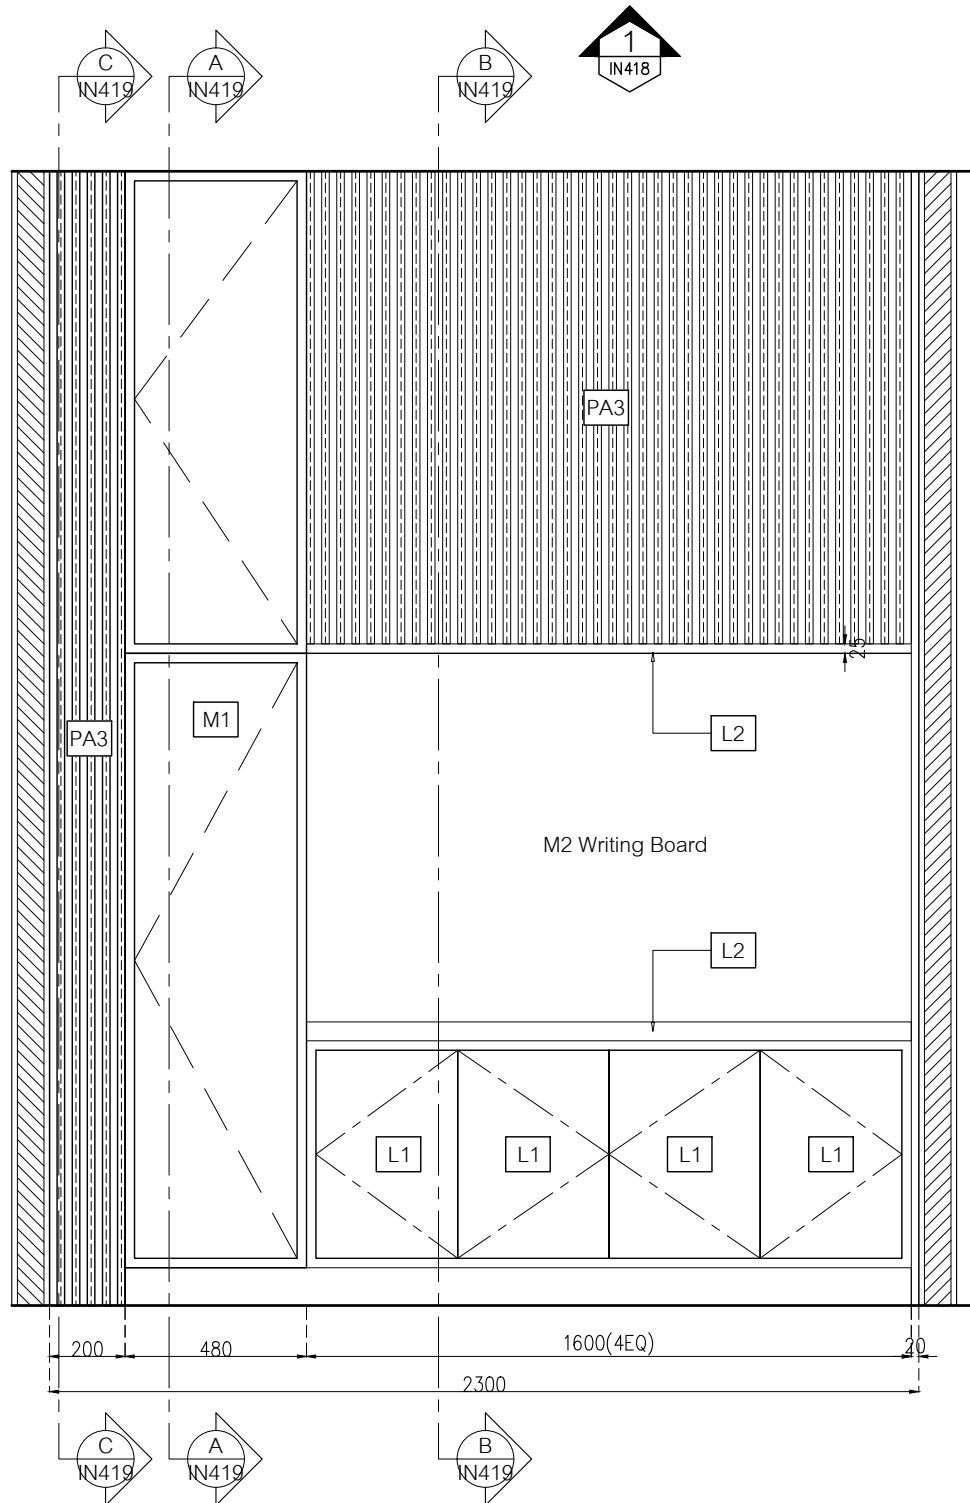 C
IN419
A
IN419
B
IN419
1
IN418
PA3
25
M1
PA3
L2
M2 Writing Board
L2
L1
L1
L1
L1
200
480
1600(4EQ)
20
2300
C
IN419
A
IN419
B
IN419